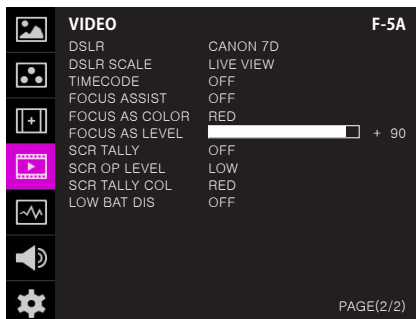 VIDEO F-5A
DSLR CANON 7D
DSLR SCALE LIVE VIEW
TIMECODE OFF
FOCUS ASSIST OFF
FOCUS AS COLOR RED
FOCUS AS LEVEL + 90
SCR TALLY OFF
SCR OP LEVEL LOW
SCR TALLY COL RED
LOW BAT DIS OFF
PAGE(2/2)